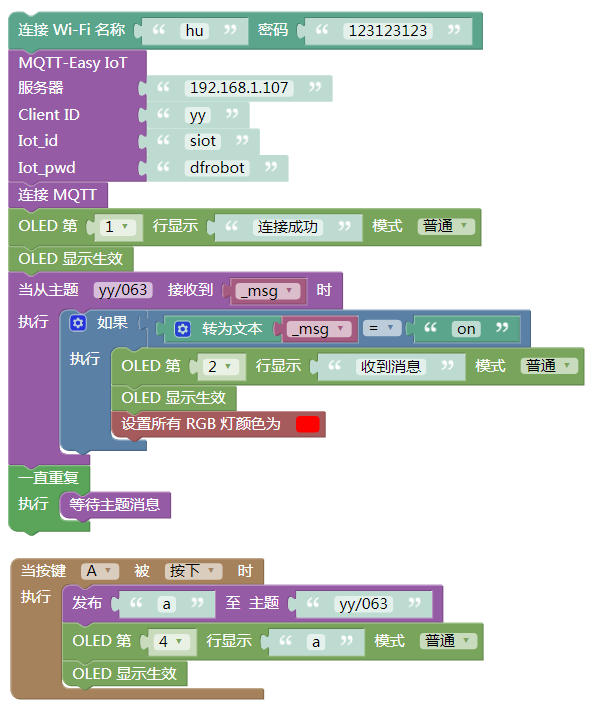 连接 Wi-Fi 名称 “ hu ” 密码 “ 123123123 ”
MQTT-Easy IoT
服务器 “ 192.168.1.107 ”
Client ID “ yy ”
Iot_id “ siot ”
Iot_pwd “ dfrobot ”
连接 MQTT
OLED 第 1 行显示 “ 连接成功 ” 模式 普通
OLED 显示生效
当从主题 yy/063 接收到 _msg 时
执行 如果 转为文本 _msg = “ on ”
执行 OLED 第 2 行显示 “ 收到消息 ” 模式 普通
OLED 显示生效
设置所有 RGB 灯颜色为
一直重复
执行 等待主题消息
当按键 A 被 按下 时
执行 发布 “ a ” 至 主题 “ yy/063 ”
OLED 第 4 行显示 “ a ” 模式 普通
OLED 显示生效